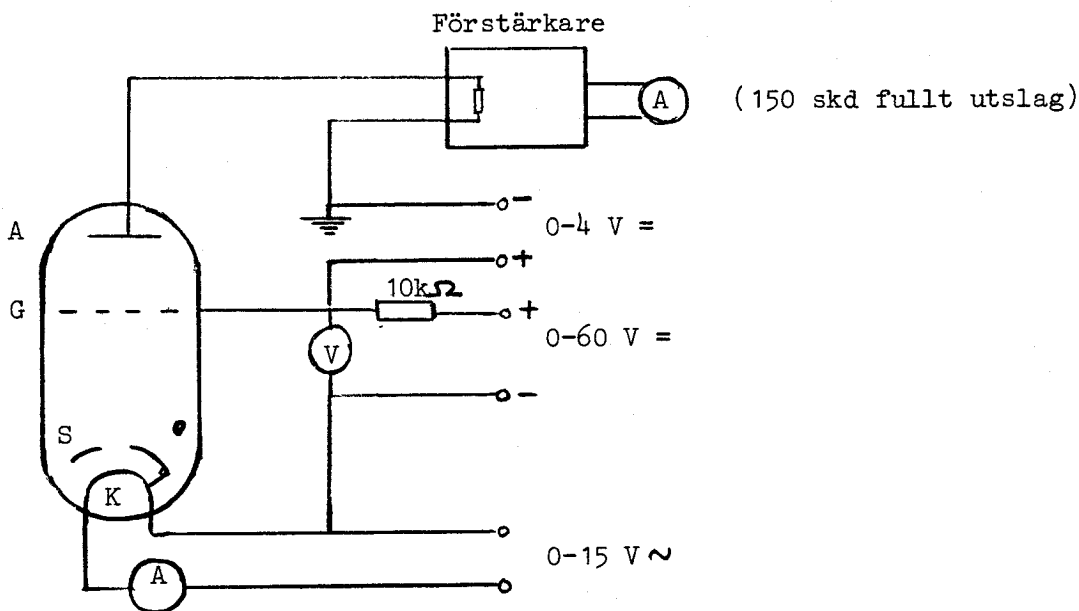 Förstärkare
A
(150 skd fullt utslag)
-
0-4 V =
A
+
10kΩ
G
+
0-60 V =
V
-
S
K
0-15 V ~
A